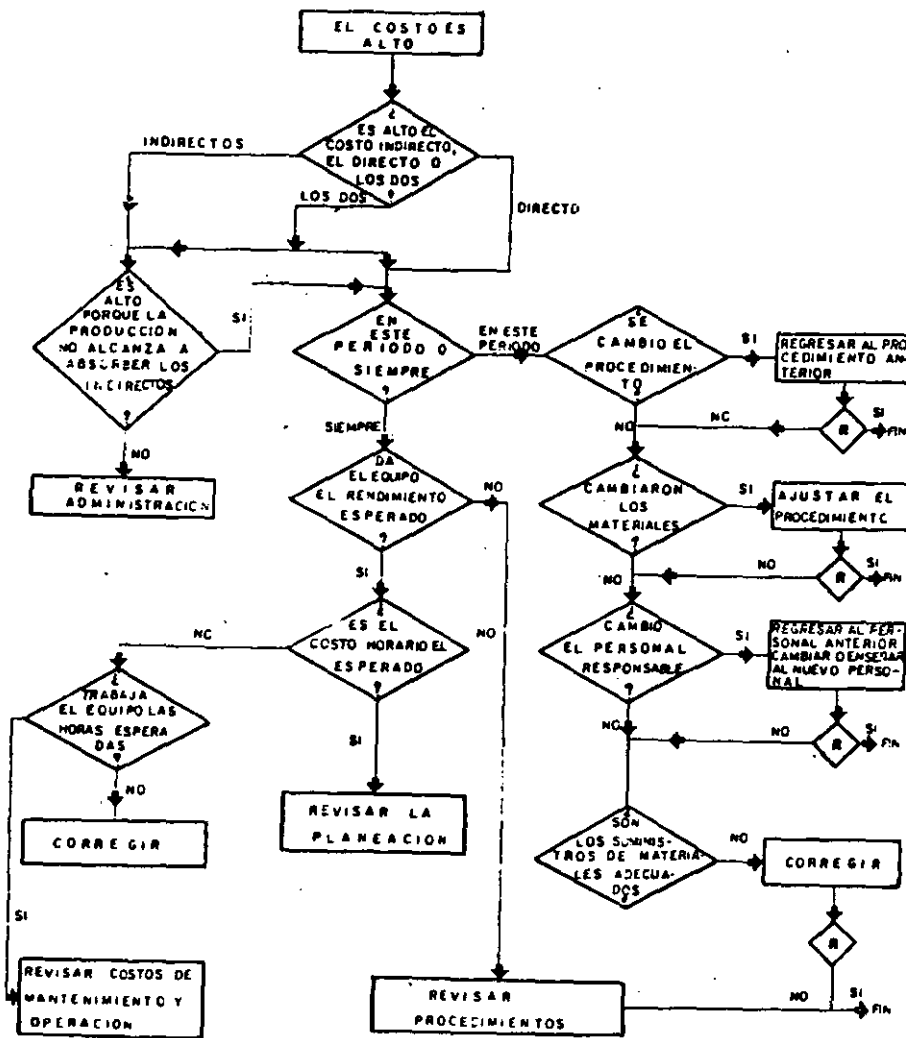 EL COSTO ES
ALTO
¿
ES ALTO EL
COSTO INDIRECTO,
EL DIRECTO O
LOS DOS
?
INDIRECTOS
LOS DOS
DIRECTO
¿
ES
ALTO
PORQUE LA
PRODUCCION
NO ALCANZA A
ABSORBER LOS
INDIRECTOS
?
SI
NO
REVISAR
ADMINISTRACION
¿
EN
ESTE
PERIODO O
SIEMPRE
?
EN ESTE
PERIODO
SIEMPRE
¿
SE
CAMBIO EL
PROCEDIMIEN-
TO
?
SI
REGRESAR AL PRO
CEDIMIENTO AN-
TERIOR
NO
NC
R
SI
FIN
DA
EL EQUIPO
EL RENDIMIENTO
ESPERADO
?
NO
SI
¿
CAMBIARON
LOS
MATERIALES
?
SI
AJUSTAR EL
PROCEDIMIENTO
NO
NO
R
SI
FIN
¿
ES EL
COSTO HORARIO EL
ESPERADO
?
NC
NO
SI
¿
CAMBIO
EL PERSONAL
RESPONSABLE
?
SI
REGRESAR AL PER-
SONAL ANTERIOR
CAMBIAR O ENSEÑAR
AL NUEVO PERSO-
NAL
NC
NO
R
SI
FIN
¿
TRABAJA
EL EQUIPO LAS
HORAS ESPERA
DAS
?
NO
CORREGIR
SI
REVISAR COSTOS DE
MANTENIMIENTO Y
OPERACION
REVISAR LA
PLANEACION
¿
SON
LOS SUMINIS-
TROS DE MATERIA-
LES ADECUA-
DOS
?
NO
CORREGIR
R
NO
SI
FIN
REVISAR
PROCEDIMIENTOS